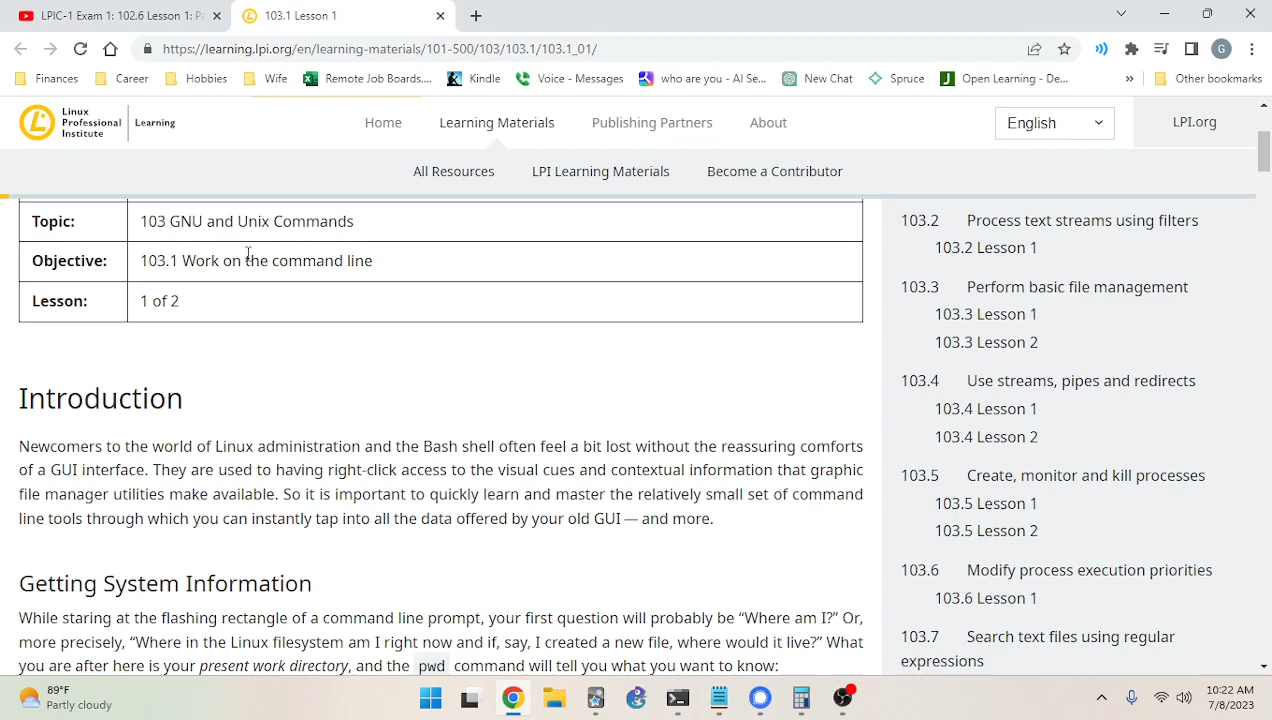 LPIC-1 Exam 1: 102.6 Lesson 1: P
103.1 Lesson 1
https://learning.lpi.org/en/learning-materials/101-500/103/103.1/103.1_01/
G
Finances
Career
Hobbies
Wife
Remote Job Boards....
Kindle
Voice - Messages
who are you - AI Se...
New Chat
Spruce
Open Learning - De...
»
Other bookmarks
Linux
Professional
Institute
Learning
Home
Learning Materials
Publishing Partners
About
English
LPI.org
All Resources
LPI Learning Materials
Become a Contributor
Topic:
103 GNU and Unix Commands
Objective:
103.1 Work on the command line
Lesson:
1 of 2
Introduction
Newcomers to the world of Linux administration and the Bash shell often feel a bit lost without the reassuring comforts
of a GUI interface. They are used to having right-click access to the visual cues and contextual information that graphic
file manager utilities make available. So it is important to quickly learn and master the relatively small set of command
line tools through which you can instantly tap into all the data offered by your old GUI — and more.
Getting System Information
While staring at the flashing rectangle of a command line prompt, your first question will probably be “Where am I?” Or,
more precisely, “Where in the Linux filesystem am I right now and if, say, I created a new file, where would it live?” What
you are after here is your present work directory, and the pwd command will tell you what you want to know:
103.2 Process text streams using filters
103.2 Lesson 1
103.3 Perform basic file management
103.3 Lesson 1
103.3 Lesson 2
103.4 Use streams, pipes and redirects
103.4 Lesson 1
103.4 Lesson 2
103.5 Create, monitor and kill processes
103.5 Lesson 1
103.5 Lesson 2
103.6 Modify process execution priorities
103.6 Lesson 1
103.7 Search text files using regular
expressions
89°F
Partly cloudy
10:22 AM
7/8/2023